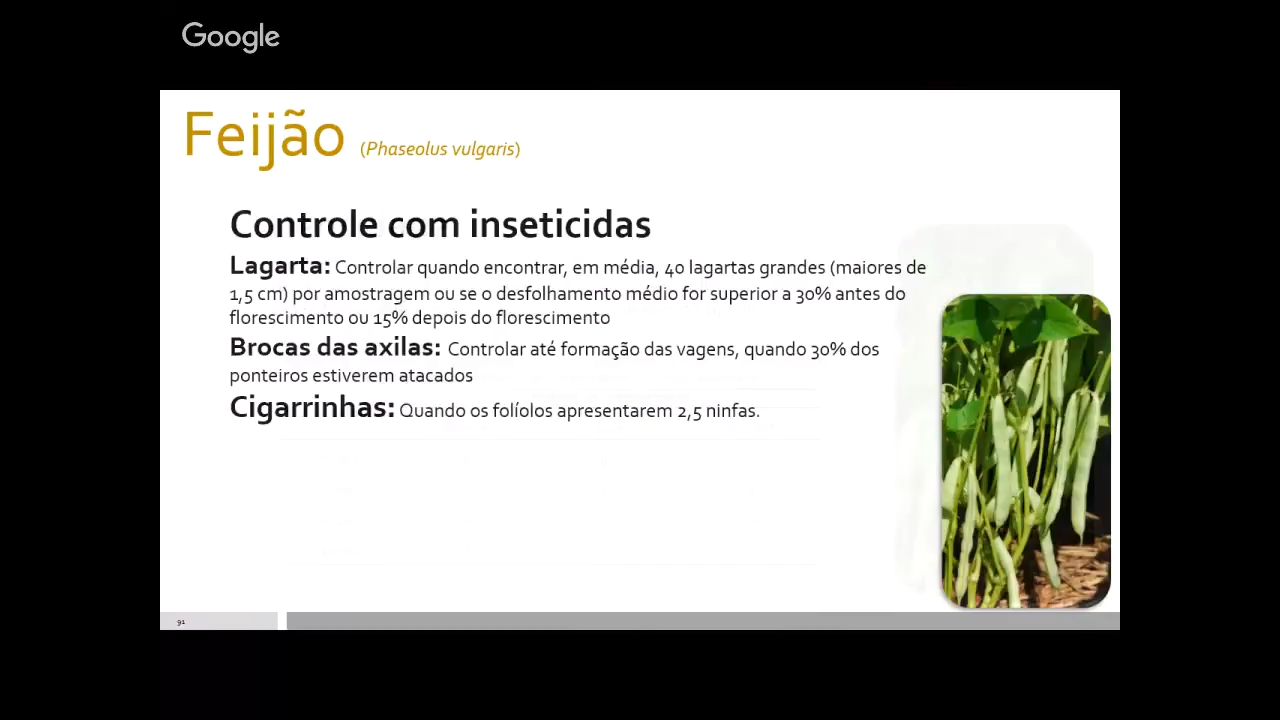 Google
Feijão (Phaseolus vulgaris)
Controle com inseticidas
Lagarta: Controlar quando encontrar, em média, 40 lagartas grandes (maiores de
1,5 cm) por amostragem ou se o desfolhamento médio for superior a 30% antes do
florescimento ou 15% depois do florescimento
Brocas das axilas: Controlar até formação das vagens, quando 30% dos
ponteiros estiverem atacados
Cigarrinhas: Quando os folíolos apresentarem 2,5 ninfas.
91